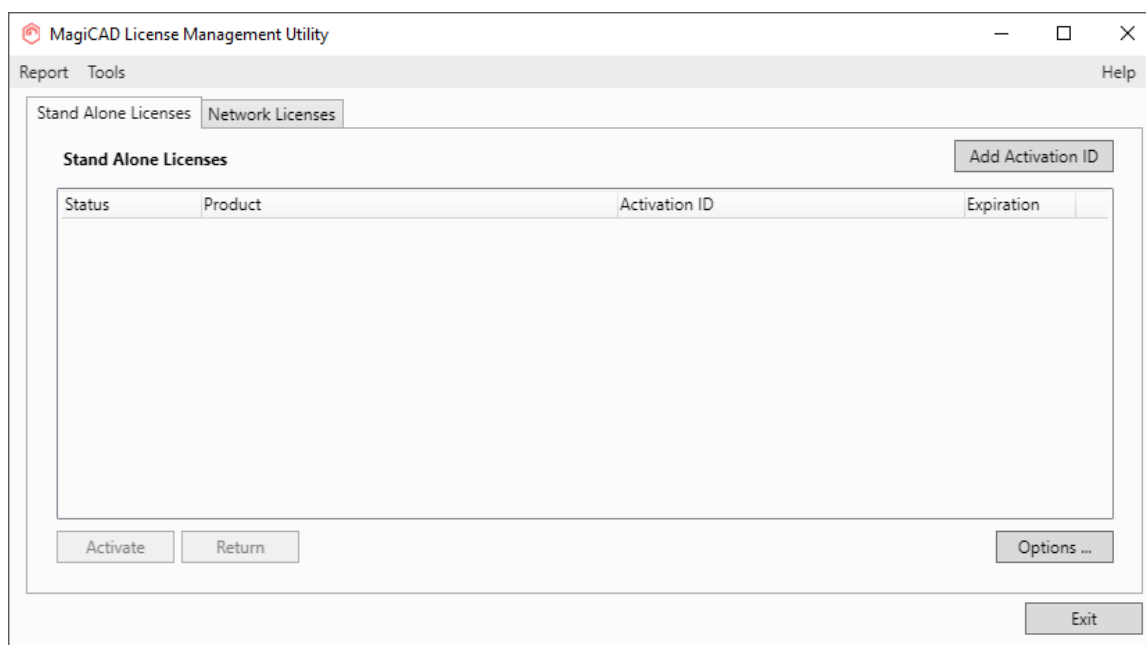 MagiCAD License Management Utility
Report Tools Help
Stand Alone Licenses Network Licenses
Stand Alone Licenses Add Activation ID
Status Product Activation ID Expiration
Activate Return Options ...
Exit